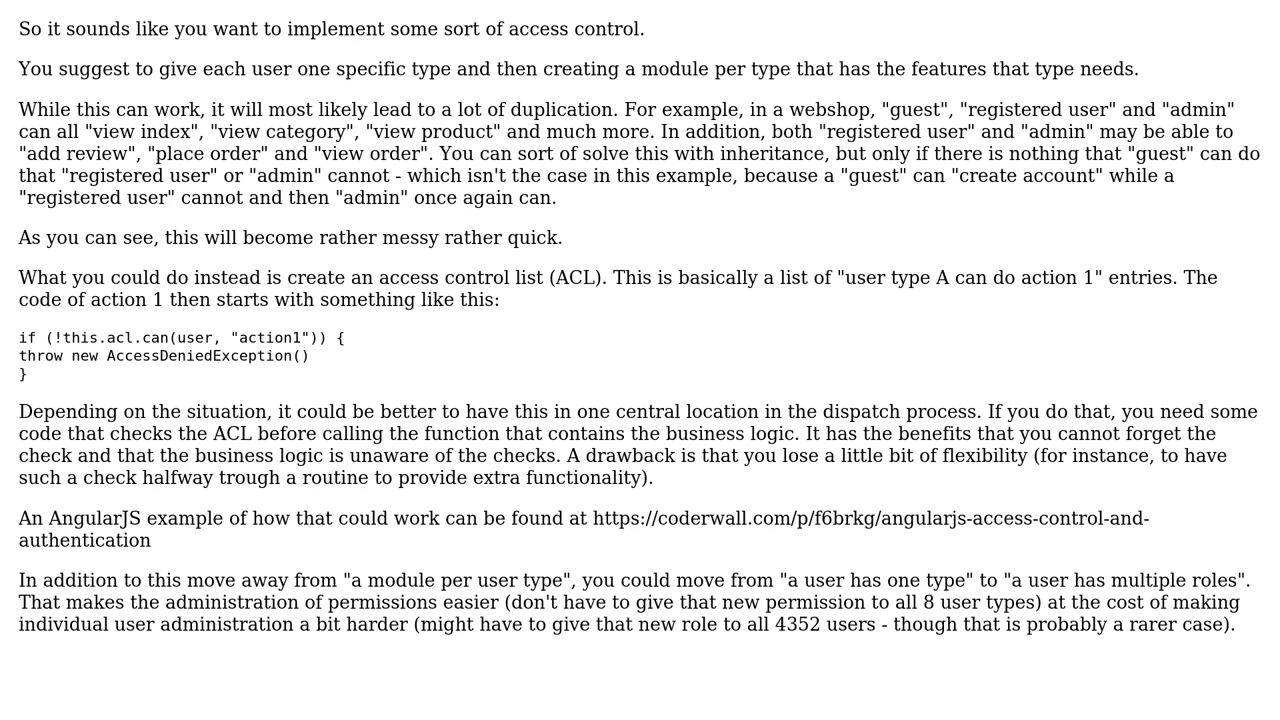 So it sounds like you want to implement some sort of access control.
You suggest to give each user one specific type and then creating a module per type that has the features that type needs.
While this can work, it will most likely lead to a lot of duplication. For example, in a webshop, "guest", "registered user" and "admin"
can all "view index", "view category", "view product" and much more. In addition, both "registered user" and "admin" may be able to
"add review", "place order" and "view order". You can sort of solve this with inheritance, but only if there is nothing that "guest" can do
that "registered user" or "admin" cannot - which isn't the case in this example, because a "guest" can "create account" while a
"registered user" cannot and then "admin" once again can.
As you can see, this will become rather messy rather quick.
What you could do instead is create an access control list (ACL). This is basically a list of "user type A can do action 1" entries. The
code of action 1 then starts with something like this:
if (!this.acl.can(user, "action1")) {
throw new AccessDeniedException()
}
Depending on the situation, it could be better to have this in one central location in the dispatch process. If you do that, you need some
code that checks the ACL before calling the function that contains the business logic. It has the benefits that you cannot forget the
check and that the business logic is unaware of the checks. A drawback is that you lose a little bit of flexibility (for instance, to have
such a check halfway trough a routine to provide extra functionality).
An AngularJS example of how that could work can be found at https://coderwall.com/p/f6brkg/angularjs-access-control-and-
authentication
In addition to this move away from "a module per user type", you could move from "a user has one type" to "a user has multiple roles".
That makes the administration of permissions easier (don't have to give that new permission to all 8 user types) at the cost of making
individual user administration a bit harder (might have to give that new role to all 4352 users - though that is probably a rarer case).